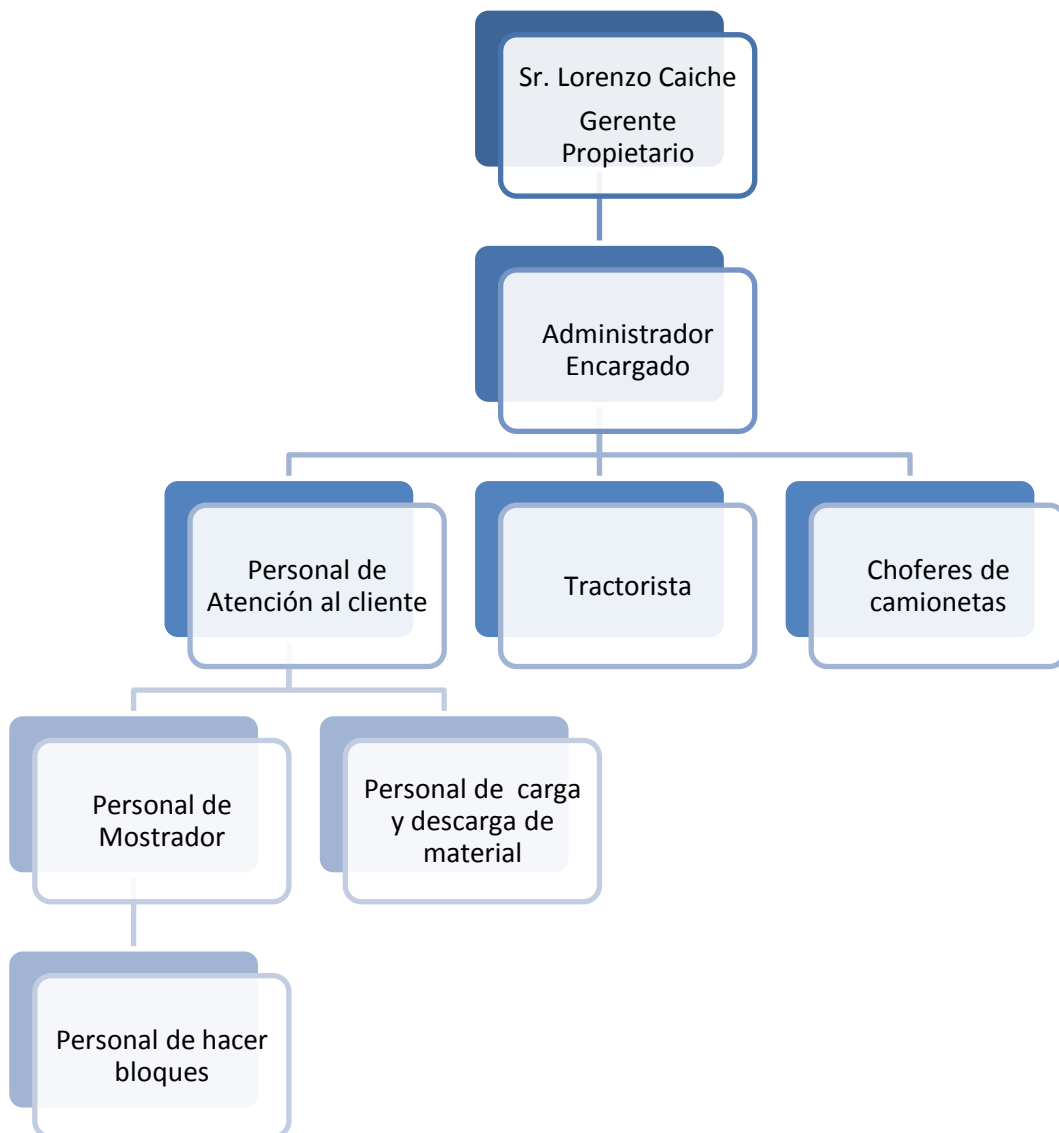 Sr. Lorenzo Caiche
Gerente
Propietario
Administrador
Encargado
Personal de
Atención al cliente
Tractorista
Choferes de
camionetas
Personal de
Mostrador
Personal de carga
y descarga de
material
Personal de hacer
bloques